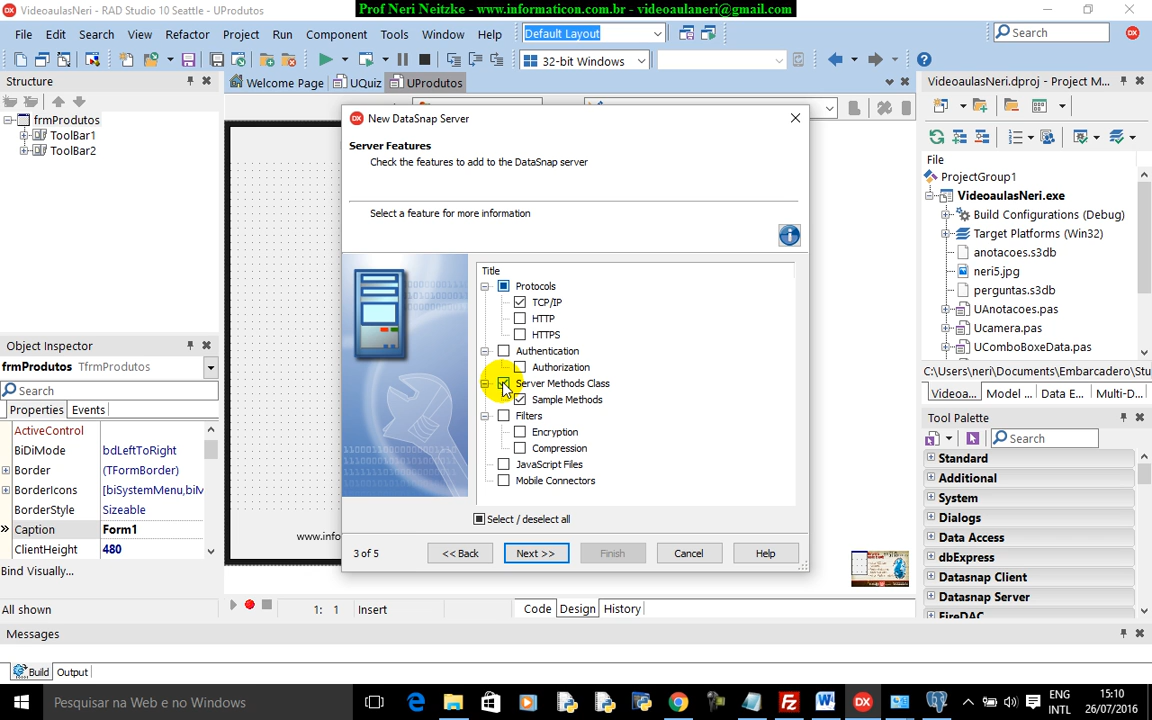 Prof Neri Neitzke - www.informaticon.com.br - videoaulaneri@gmail.com
VideoaulasNeri - RAD Studio 10 Seattle - UProdutos
File Edit Search View Refactor Project Run Component Tools Window Help
Default Layout
Search
32-bit Windows
Structure
Welcome Page UQuiz UProdutos
VideoaulasNeri.dproj - Project M...
frmProdutos
ToolBar1
ToolBar2
New DataSnap Server
Server Features
Check the features to add to the DataSnap server
Select a feature for more information
Title
Protocols
TCP/IP
HTTP
HTTPS
Authentication
Authorization
Server Methods Class
Sample Methods
Filters
Encryption
Compression
JavaScript Files
Mobile Connectors
Select / deselect all
3 of 5 << Back Next >> Finish Cancel Help
File
ProjectGroup1
VideoaulasNeri.exe
Build Configurations (Debug)
Target Platforms (Win32)
anotacoes.s3db
neri5.jpg
perguntas.s3db
UAnotacoes.pas
Ucamera.pas
UComboBoxeData.pas
C:\Users\neri\Documents\Embarcadero\Stu
Videoa... Model ... Data E... Multi-D...
Tool Palette
Search
Standard
Additional
System
Dialogs
Data Access
dbExpress
Datasnap Client
Datasnap Server
FireDAC
Object Inspector
frmProdutos TfrmProdutos
Search
Properties Events
ActiveControl
BiDiMode bdLeftToRight
Border (TFormBorder)
BorderIcons [biSystemMenu,biM
BorderStyle Sizeable
Caption Form1
ClientHeight 480
Bind Visually...
All shown
www.info
1: 1 Insert
Code Design History
Messages
Build Output
Pesquisar na Web e no Windows
ENG
INTL
15:10
26/07/2016